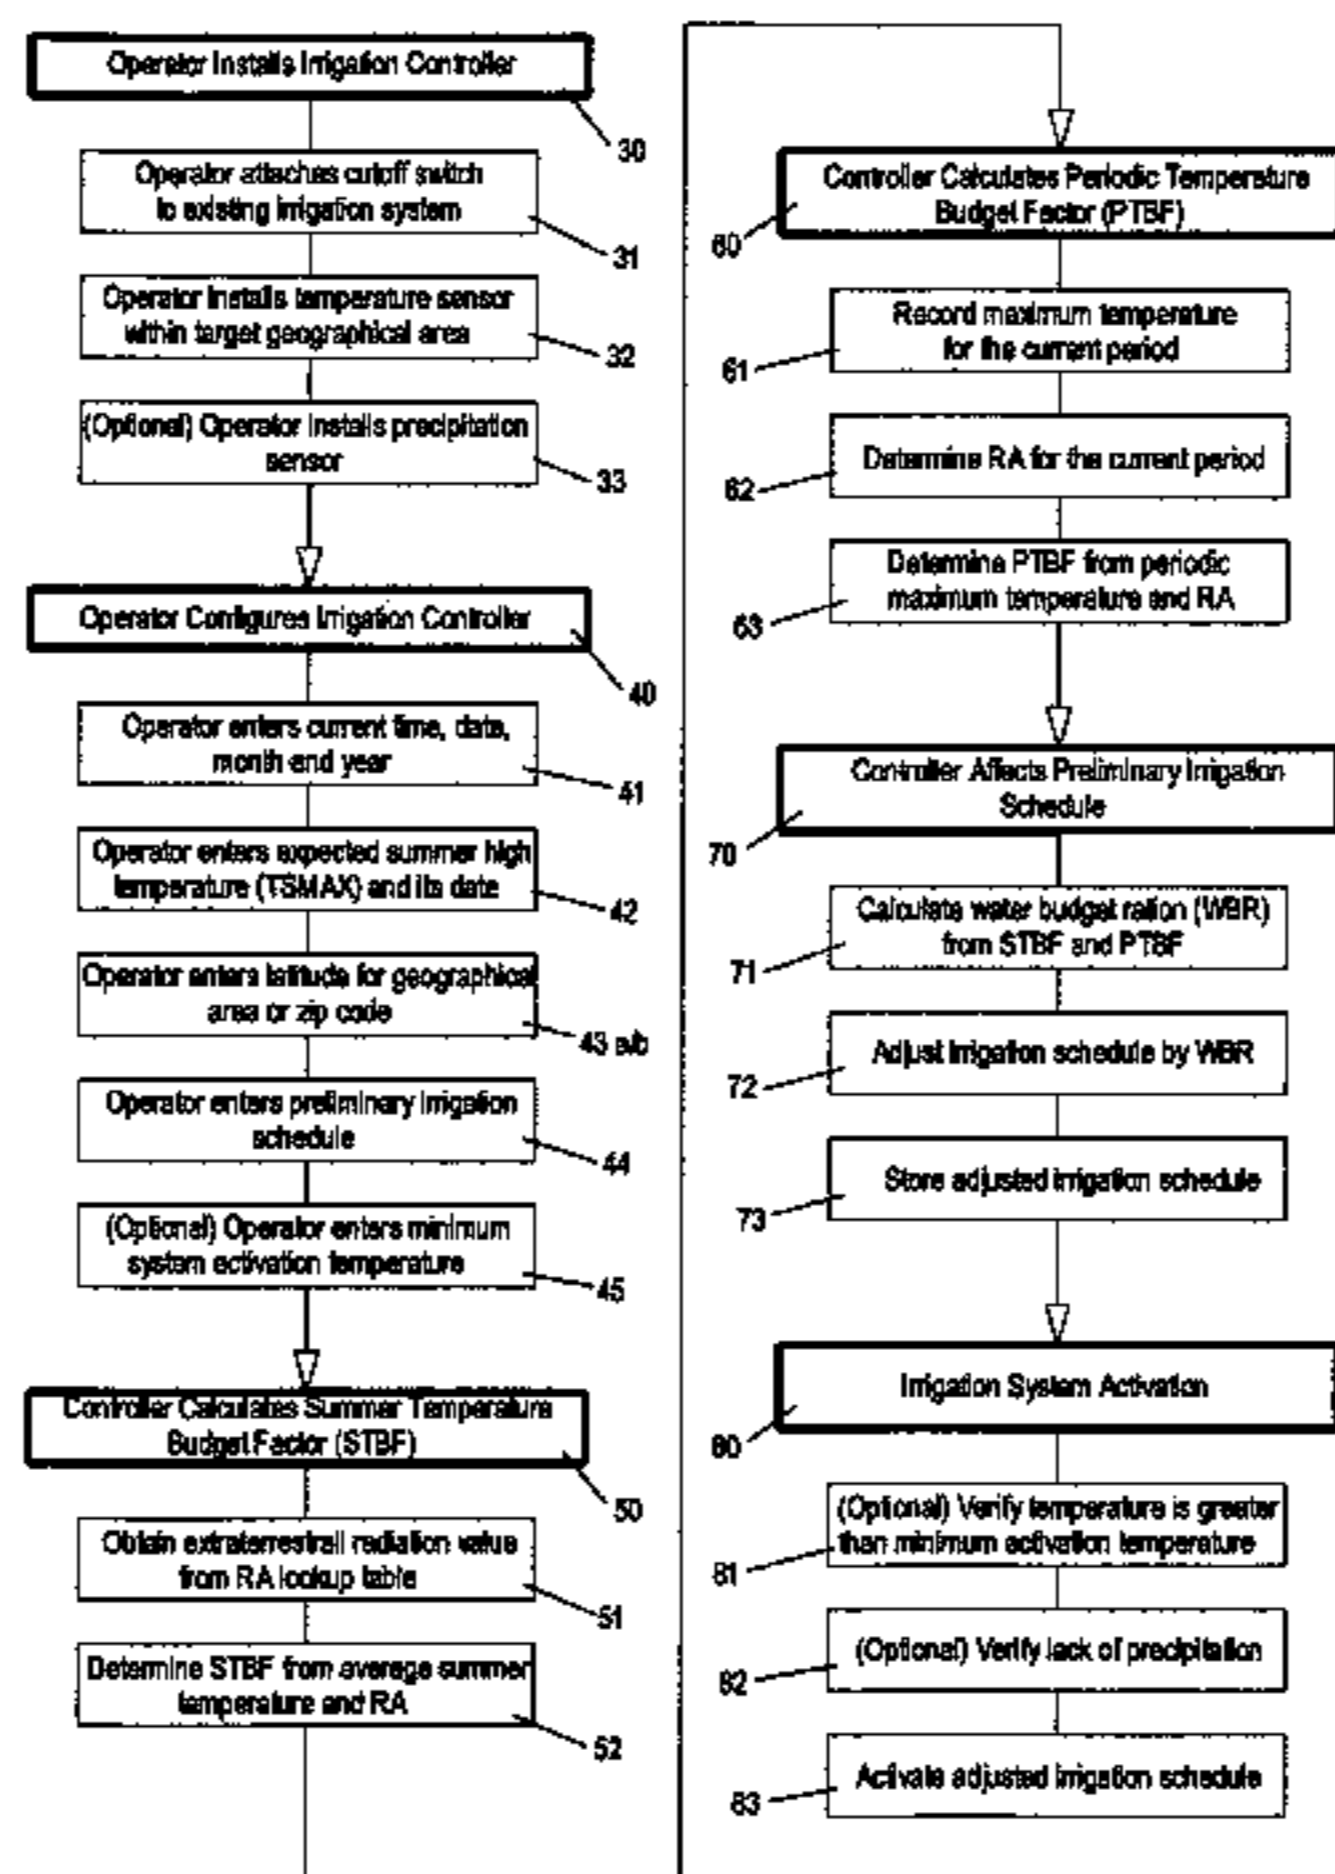 Operator Installs Irrigation Controller
30
Operator attaches cutoff switch
to existing irrigation system
31
Operator installs temperature sensor
within target geographical area
32
(Optional) Operator installs precipitation
sensor
33
Operator Configures Irrigation Controller
40
Operator enters current time, date,
month and year
41
Operator enters expected summer high
temperature (TSMAX) and its date
42
Operator enters latitude for geographical
area or zip code
43 a/b
Operator enters preliminary irrigation
schedule
44
(Optional) Operator enters minimum
system activation temperature
45
Controller Calculates Summer Temperature
Budget Factor (STBF)
50
Obtain extraterrestrail radiation value
from RA lookup table
51
Determine STBF from average summer
temperature and RA
52
Controller Calculates Periodic Temperature
Budget Factor (PTBF)
60
Record maximum temperature
for the current period
61
Determine RA for the current period
62
Determine PTBF from periodic
maximum temperature and RA
63
Controller Affects Preliminary Irrigation
Schedule
70
Calculate water budget ration (WBR)
from STBF and PTBF
71
Adjust irrigation schedule by WBR
72
Store adjusted irrigation schedule
73
Irrigation System Activation
80
(Optional) Verify temperature is greater
than minimum activation temperature
81
(Optional) Verify lack of precipitation
82
Activate adjusted irrigation schedule
83